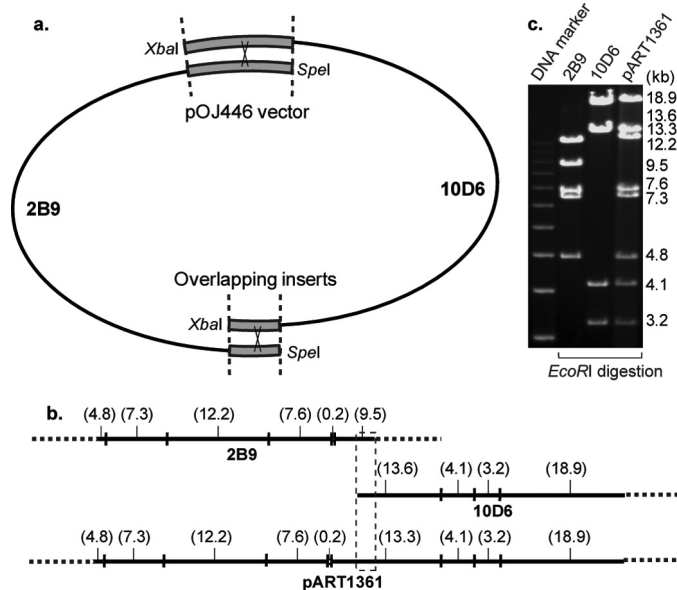 a.
XbaI
SpeI
pOJ446 vector
2B9
10D6
Overlapping inserts
XbaI
SpeI
c.
DNA marker
2B9
10D6
pART1361
(kb)
18.9
13.6
13.3
12.2
9.5
7.6
7.3
4.8
4.1
3.2
EcoRI digestion
b.
(4.8) (7.3) (12.2) (7.6) (0.2) (9.5)
2B9
(13.6) (4.1) (3.2) (18.9)
10D6
(4.8) (7.3) (12.2) (7.6) (0.2) (13.3) (4.1) (3.2) (18.9)
pART1361